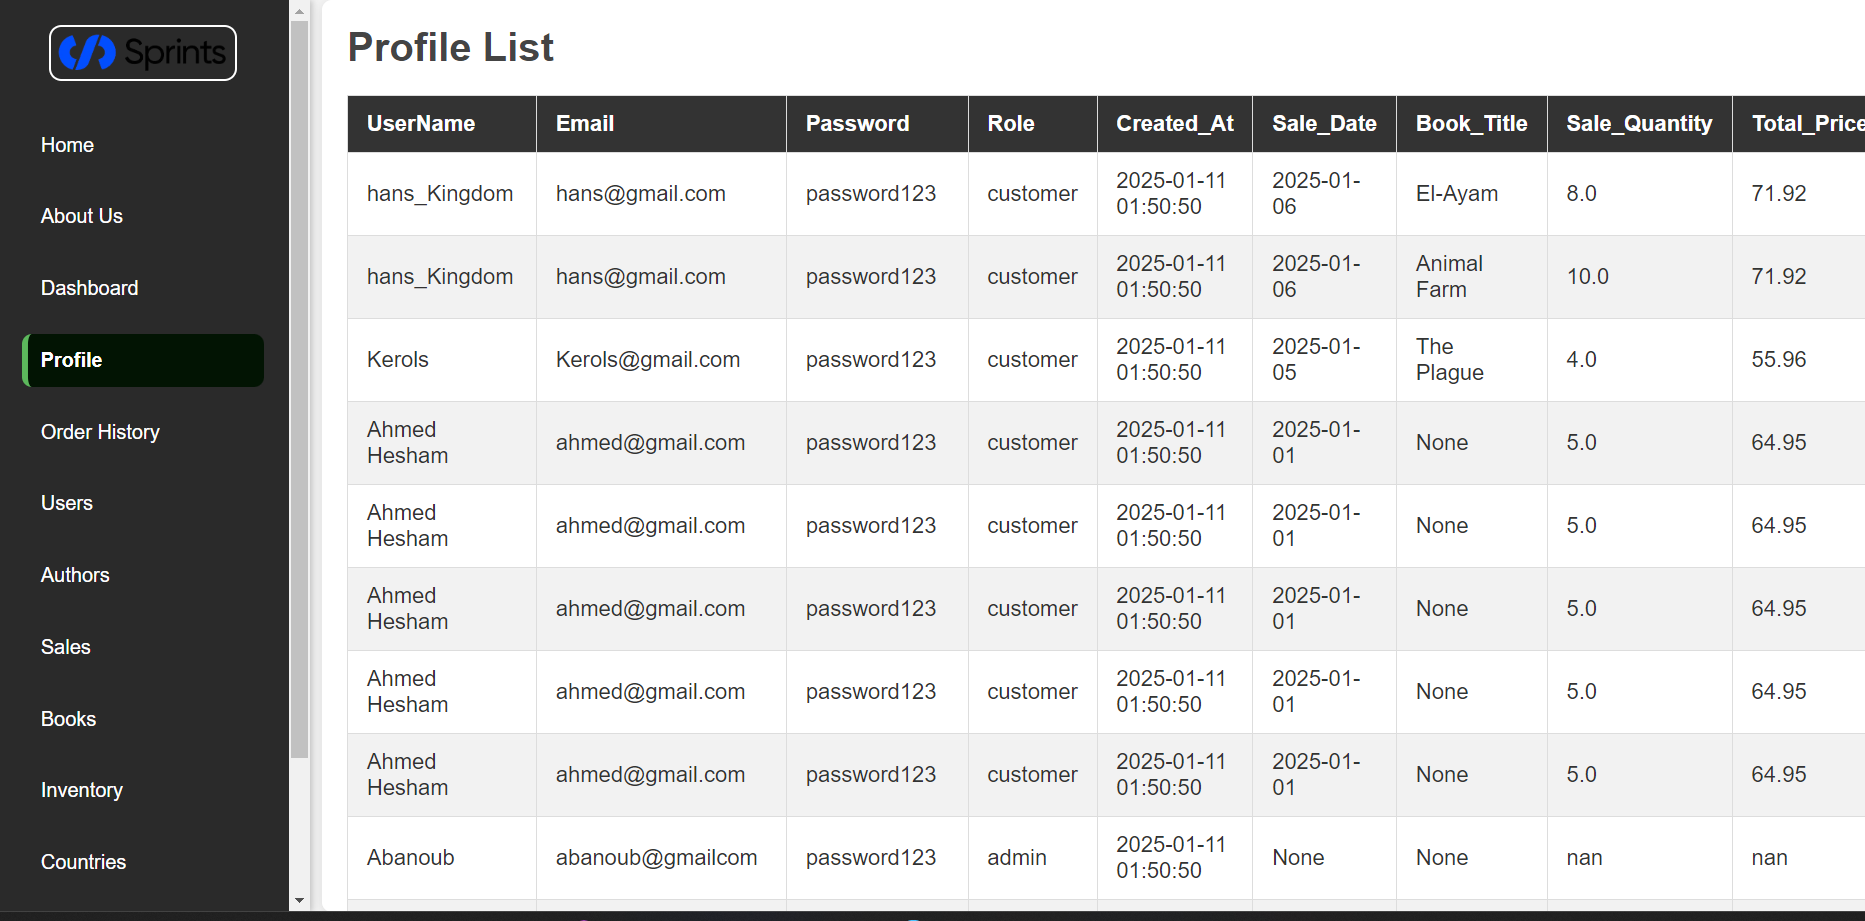 Sprints
Home
About Us
Dashboard
Profile
Order History
Users
Authors
Sales
Books
Inventory
Countries
Profile List
UserName Email Password Role Created_At Sale_Date Book_Title Sale_Quantity Total_Price
hans_Kingdom hans@gmail.com password123 customer 2025-01-11 01:50:50 2025-01-06 El-Ayam 8.0 71.92
hans_Kingdom hans@gmail.com password123 customer 2025-01-11 01:50:50 2025-01-06 Animal Farm 10.0 71.92
Kerols Kerols@gmail.com password123 customer 2025-01-11 01:50:50 2025-01-05 The Plague 4.0 55.96
Ahmed Hesham ahmed@gmail.com password123 customer 2025-01-11 01:50:50 2025-01-01 None 5.0 64.95
Ahmed Hesham ahmed@gmail.com password123 customer 2025-01-11 01:50:50 2025-01-01 None 5.0 64.95
Ahmed Hesham ahmed@gmail.com password123 customer 2025-01-11 01:50:50 2025-01-01 None 5.0 64.95
Ahmed Hesham ahmed@gmail.com password123 customer 2025-01-11 01:50:50 2025-01-01 None 5.0 64.95
Ahmed Hesham ahmed@gmail.com password123 customer 2025-01-11 01:50:50 2025-01-01 None 5.0 64.95
Abanoub abanoub@gmailcom password123 admin 2025-01-11 01:50:50 None None nan nan